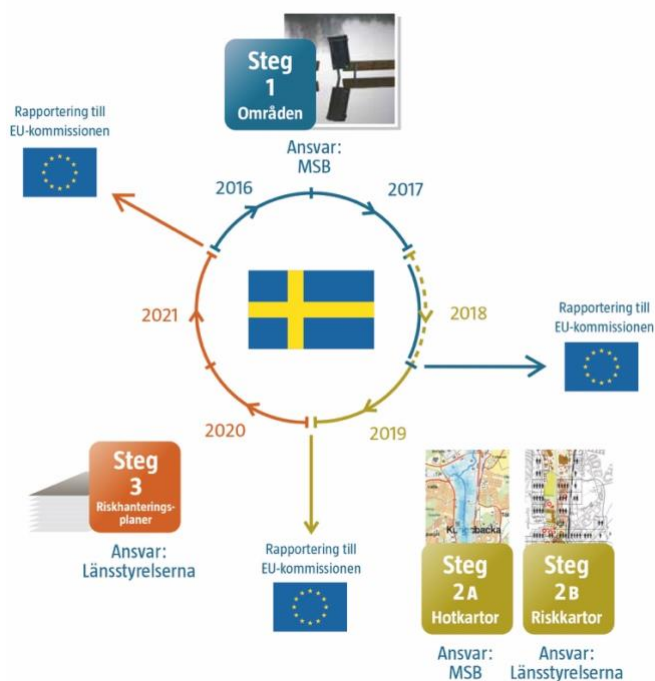 Steg
1
Områden
Ansvar:
MSB
Rapportering till
EU-kommissionen
2016
2017
2021
2018
Rapportering till
EU-kommissionen
2020
2019
Steg
3
Riskhanterings-
planer
Ansvar:
Länsstyrelserna
Rapportering till
EU-kommissionen
Steg
2A
Hotkartor
Ansvar:
MSB
Steg
2B
Riskkartor
Ansvar:
Länsstyrelserna